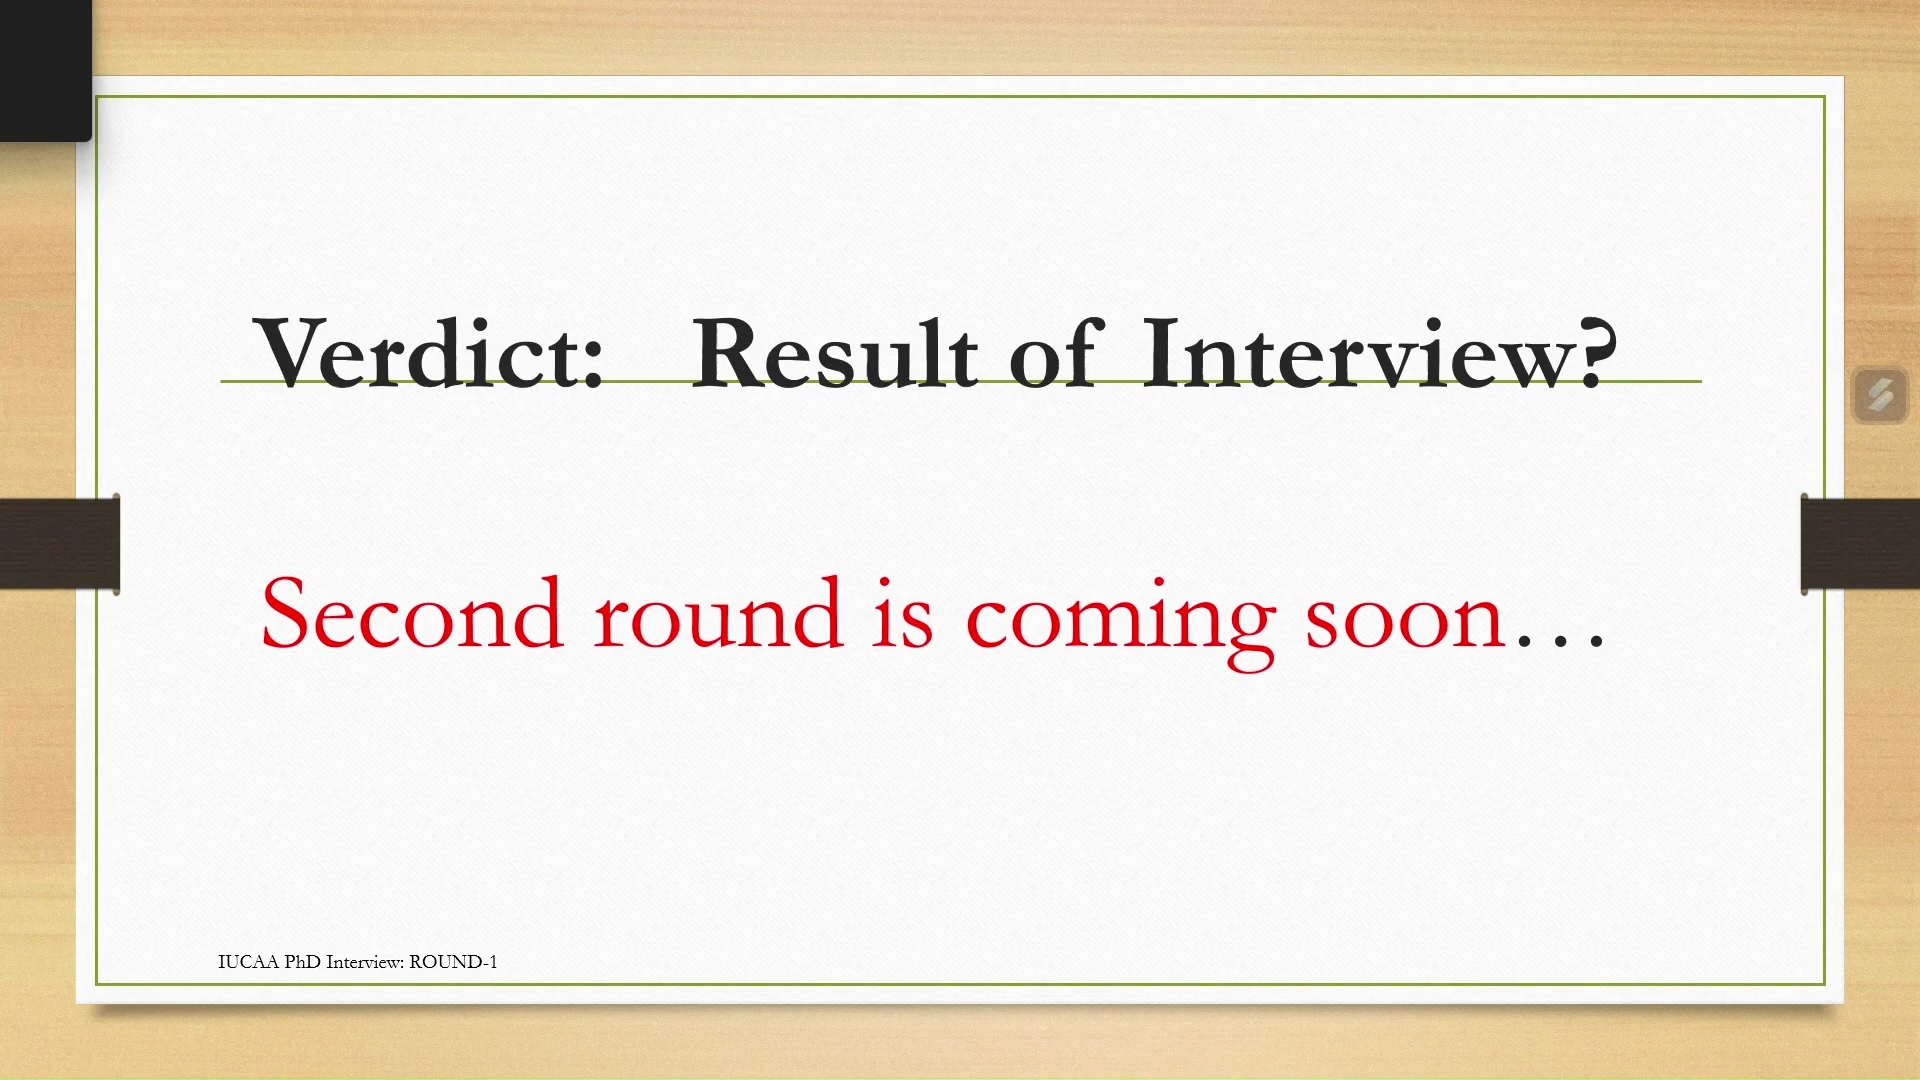 Verdict: Result of Interview?
Second round is coming soon…
IUCAA PhD Interview: ROUND-1